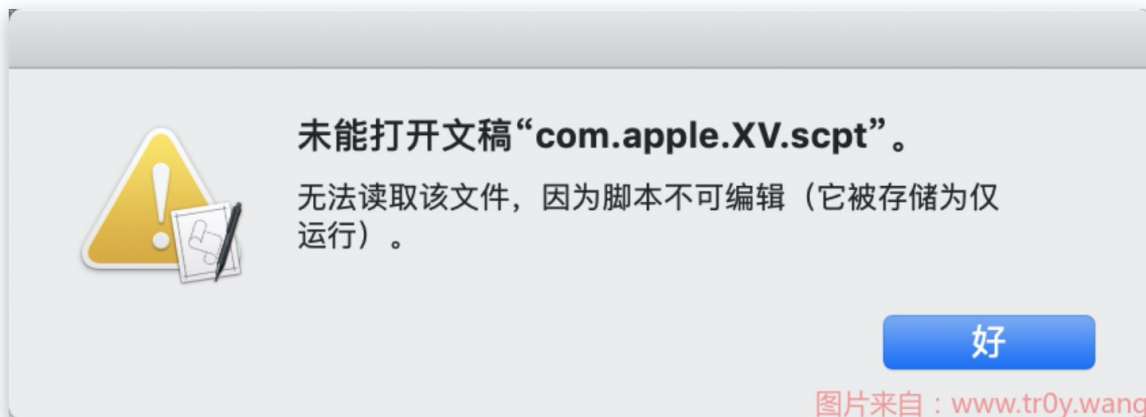 未能打开文稿“com.apple.XV.scpt”。
无法读取该文件，因为脚本不可编辑（它被存储为仅
运行）。
好
图片来自：www.tr0y.wang